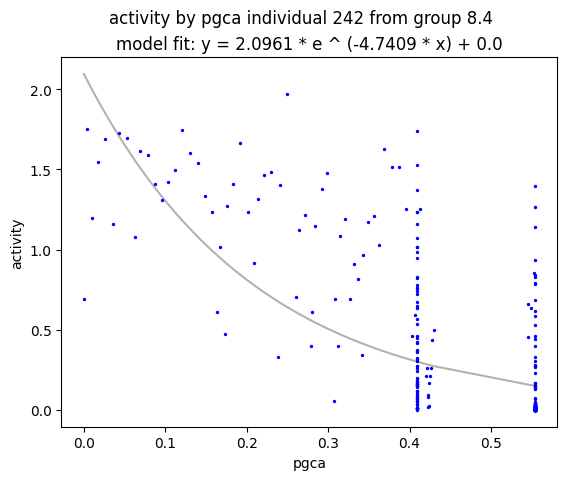 activity by pgca individual 242 from group 8.4
model fit: y = 2.0961 * e ^ (-4.7409 * x) + 0.0
2.0
1.5
1.0
0.5
0.0
activity
0.0 0.1 0.2 0.3 0.4 0.5
pgca